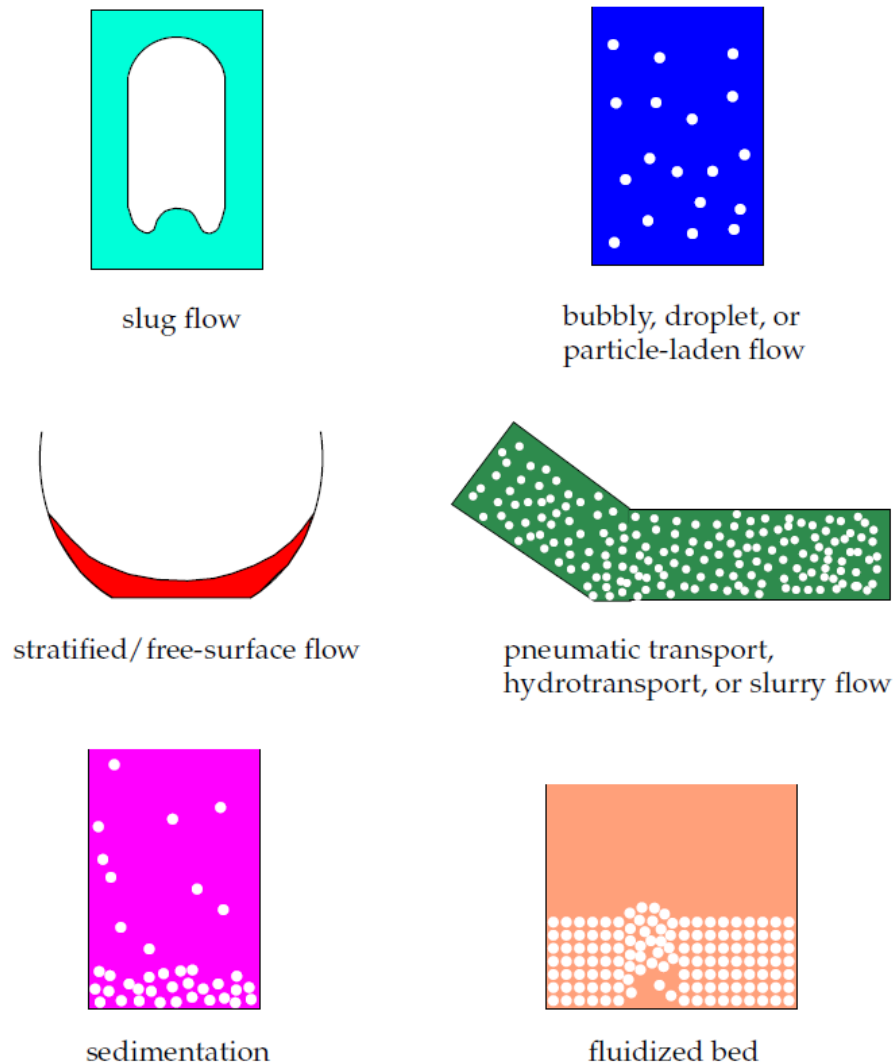 slug flow
bubbly, droplet, or
particle-laden flow
stratified/free-surface flow
pneumatic transport,
hydrotransport, or slurry flow
sedimentation
fluidized bed